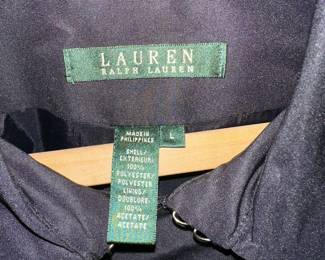 LAUREN
RALPH LAUREN
MADE IN
PHILIPPINES
L
SHELL/
EXTERIEUR:
100%
POLYESTER/
POLYESTER
LINING/
DOUBLURE:
100%
ACETATE/
ACETATE